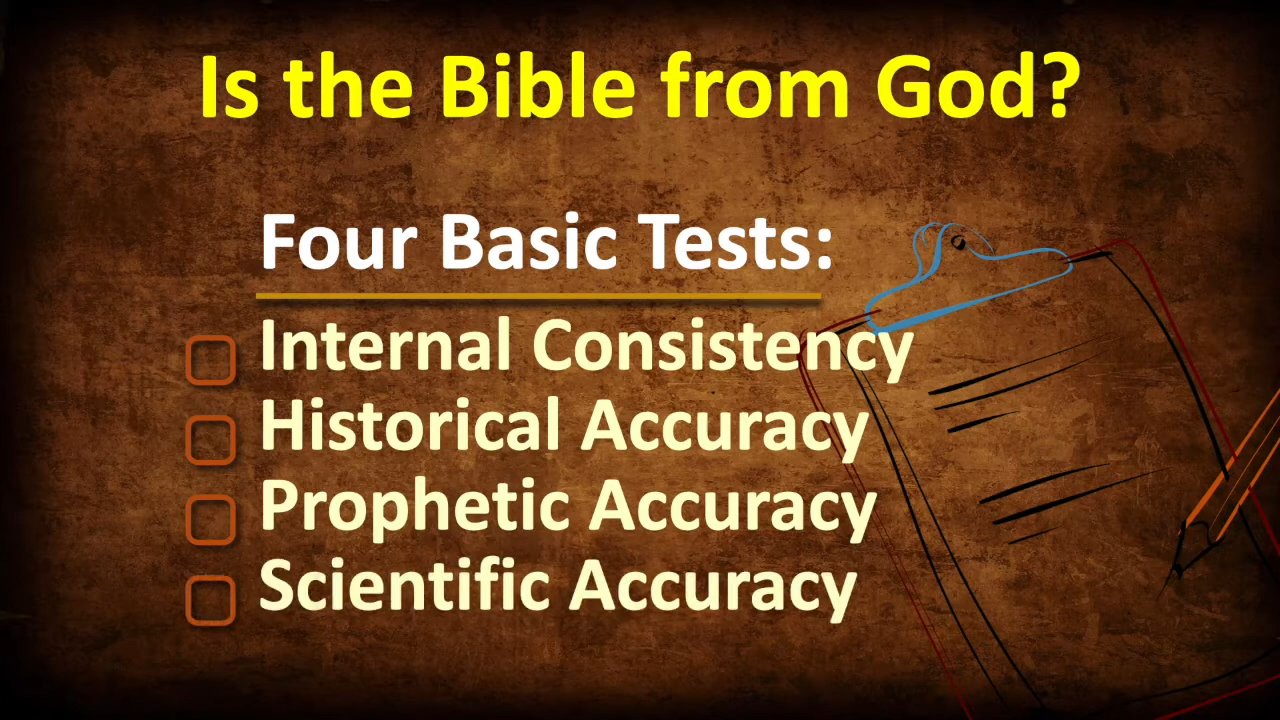 Is the Bible from God?
Four Basic Tests:
Internal Consistency
Historical Accuracy
Prophetic Accuracy
Scientific Accuracy